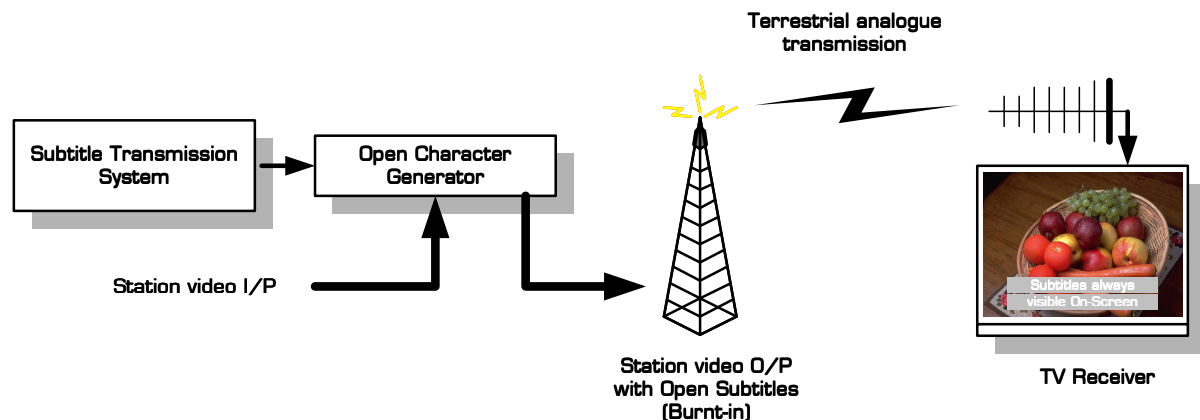 Terrestrial analogue
transmission
Subtitle Transmission
System
Open Character
Generator
Station video I/P
Subtitles always
visible On-Screen
Station video O/P
with Open Subtitles
(Burnt-in)
TV Receiver